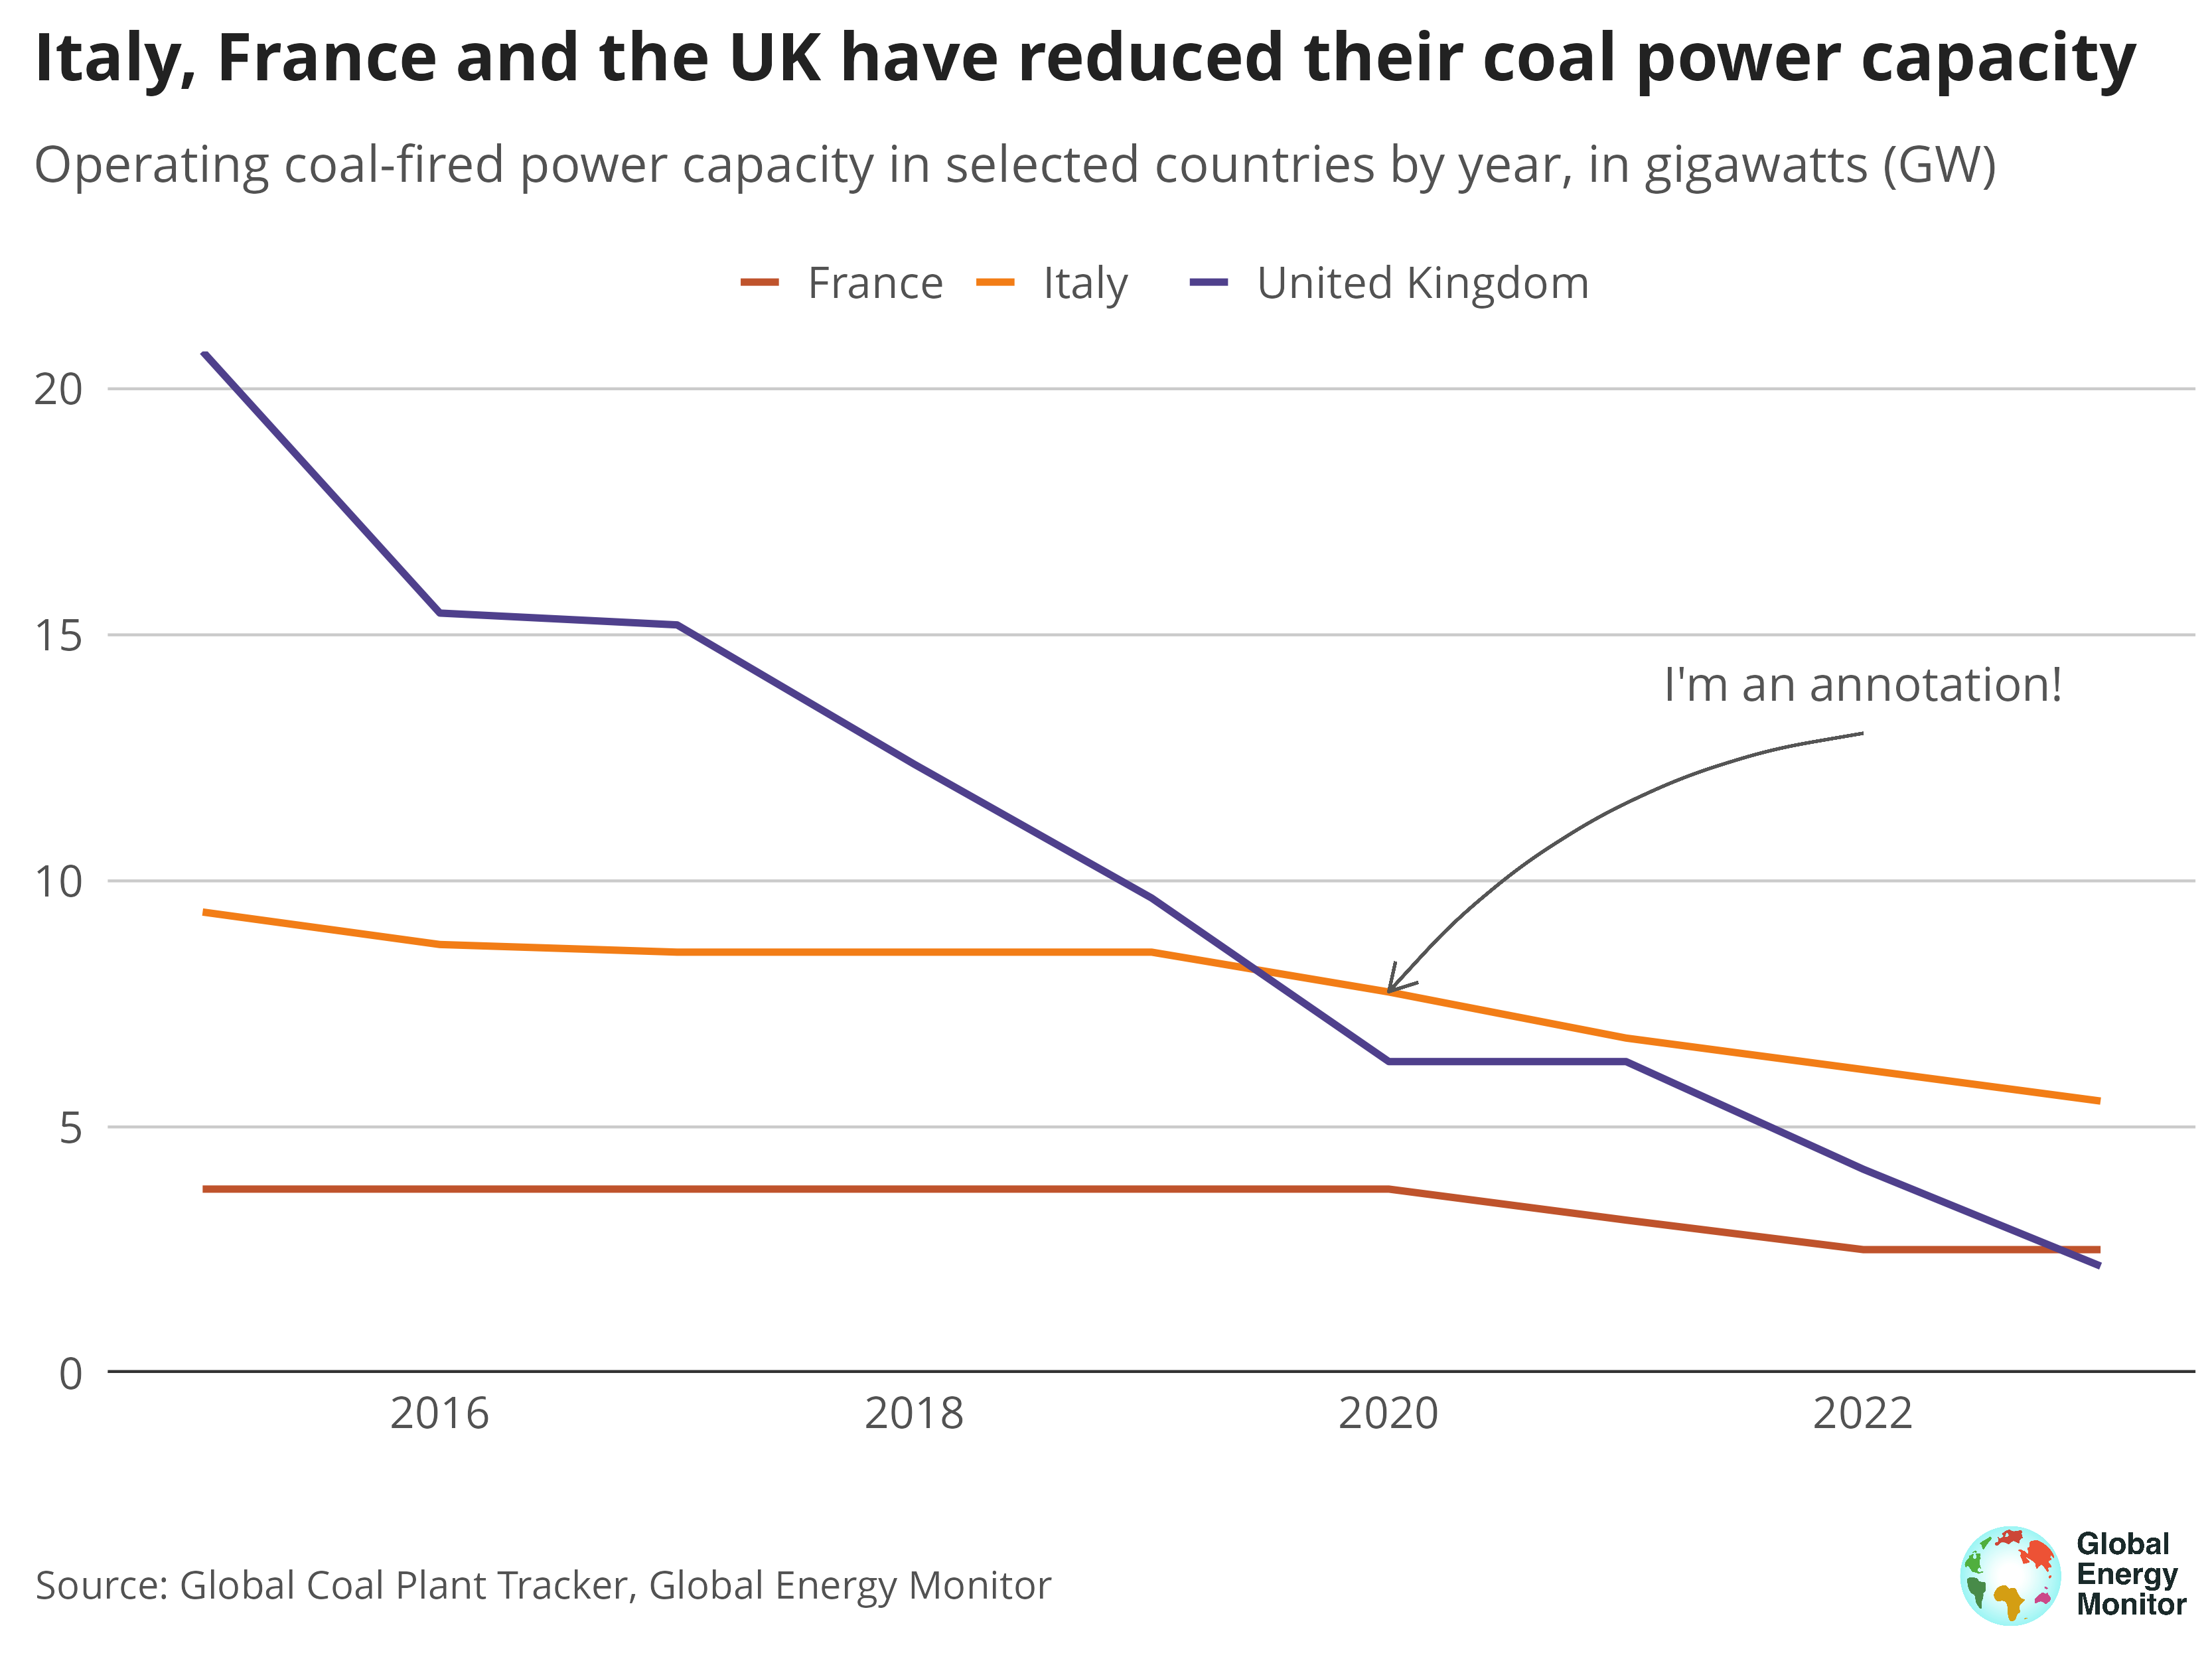 Italy, France and the UK have reduced their coal power capacity
Operating coal-fired power capacity in selected countries by year, in gigawatts (GW)
France Italy United Kingdom
20
15
I'm an annotation!
10
5
0
2016 2018 2020 2022
Source: Global Coal Plant Tracker, Global Energy Monitor
Global
Energy
Monitor